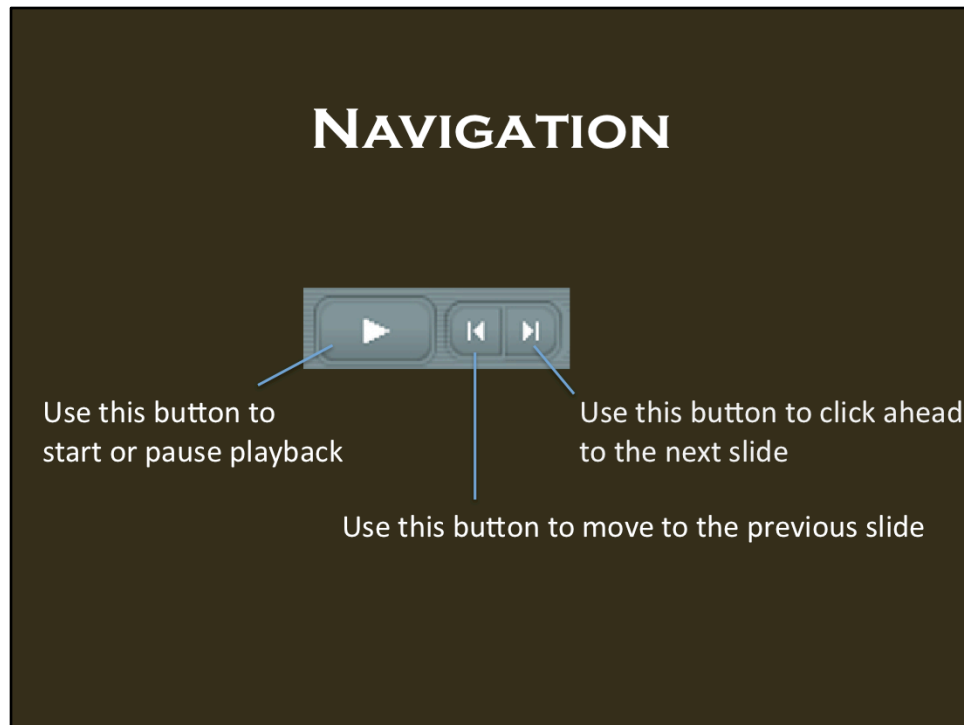 NAVIGATION
Use this button to
start or pause playback
Use this button to click ahead
to the next slide
Use this button to move to the previous slide